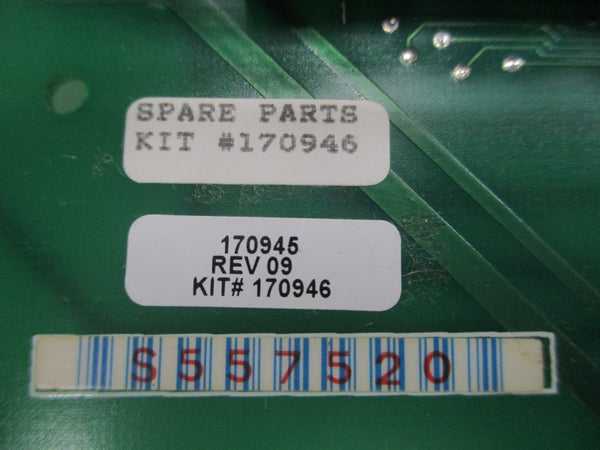 SPARE PARTS
KIT #170946
170945
REV 09
KIT# 170946
S557520